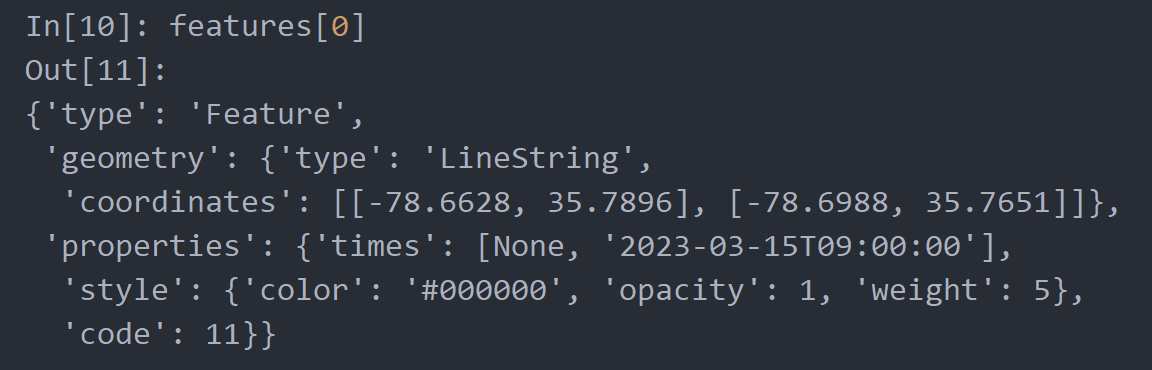 In[10]: features[0]
Out[11]:
{'type': 'Feature',
 'geometry': {'type': 'LineString',
  'coordinates': [[-78.6628, 35.7896], [-78.6988, 35.7651]]},
 'properties': {'times': [None, '2023-03-15T09:00:00'],
  'style': {'color': '#000000', 'opacity': 1, 'weight': 5},
  'code': 11}}